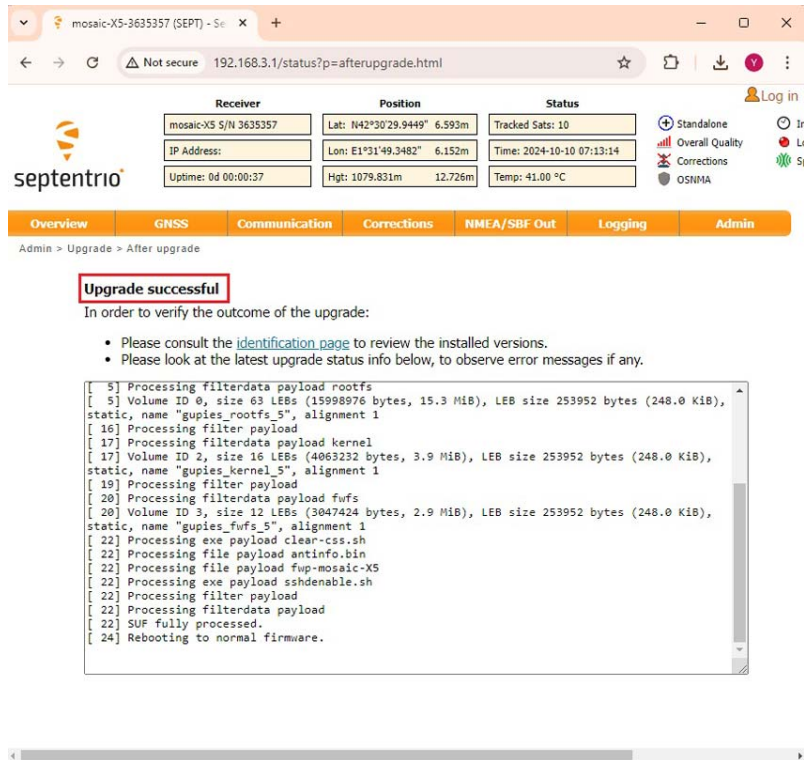 mosaic-X5-3635357 (SEPT) - Se
Not secure 192.168.3.1/status?p=afterupgrade.html
Y
Log in
Receiver Position Status
mosaic-X5 S/N 3635357 Lat: N42°30'29.9449" 6.593m Tracked Sats: 10 Standalone
IP Address: Lon: E1°31'49.3482" 6.152m Time: 2024-10-10 07:13:14 Overall Quality
Corrections
septentrio Uptime: 0d 00:00:37 Hgt: 1079.831m 12.726m Temp: 41.00 °C OSNMA
Overview GNSS Communication Corrections NMEA/SBF Out Logging Admin
Admin > Upgrade > After upgrade
Upgrade successful
In order to verify the outcome of the upgrade:
• Please consult the identification page to review the installed versions.
• Please look at the latest upgrade status info below, to observe error messages if any.
[ 5] Processing filterdata payload rootfs
[ 5] Volume ID 0, size 63 LEBs (15998976 bytes, 15.3 MiB), LEB size 253952 bytes (248.0 KiB),
static, name "gupies_rootfs_5", alignment 1
[ 16] Processing filter payload
[ 17] Processing filterdata payload kernel
[ 17] Volume ID 2, size 16 LEBs (4063232 bytes, 3.9 MiB), LEB size 253952 bytes (248.0 KiB),
static, name "gupies_kernel_5", alignment 1
[ 19] Processing filter payload
[ 20] Processing filterdata payload fwfs
[ 20] Volume ID 3, size 12 LEBs (3047424 bytes, 2.9 MiB), LEB size 253952 bytes (248.0 KiB),
static, name "gupies_fwfs_5", alignment 1
[ 22] Processing exe payload clear-css.sh
[ 22] Processing file payload antinfo.bin
[ 22] Processing file payload fwp-mosaic-X5
[ 22] Processing exe payload sshdenable.sh
[ 22] Processing filter payload
[ 22] Processing filterdata payload
[ 22] SUF fully processed.
[ 24] Rebooting to normal firmware.